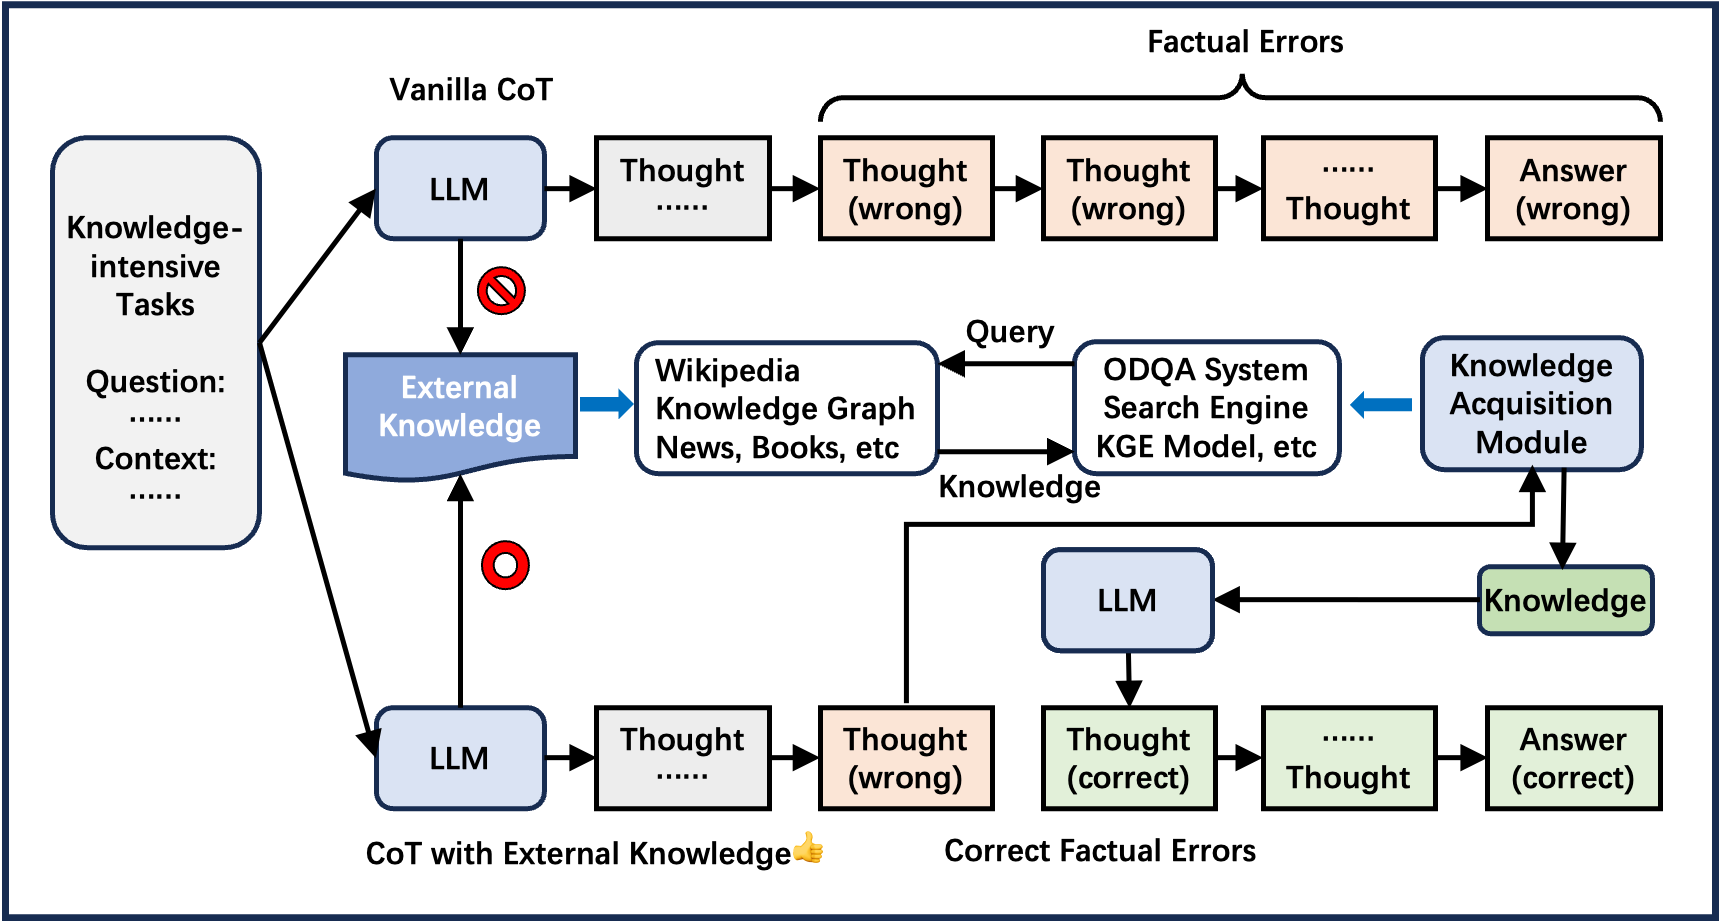 Factual Errors
Vanilla CoT
Knowledge-
intensive
Tasks
Question:
......
Context:
......
LLM
Thought
......
Thought
(wrong)
Thought
(wrong)
......
Thought
Answer
(wrong)
External
Knowledge
Wikipedia
Knowledge Graph
News, Books, etc
Query
Knowledge
ODQA System
Search Engine
KGE Model, etc
Knowledge
Acquisition
Module
LLM
Knowledge
LLM
Thought
......
Thought
(wrong)
Thought
(correct)
......
Thought
Answer
(correct)
CoT with External Knowledge👍
Correct Factual Errors